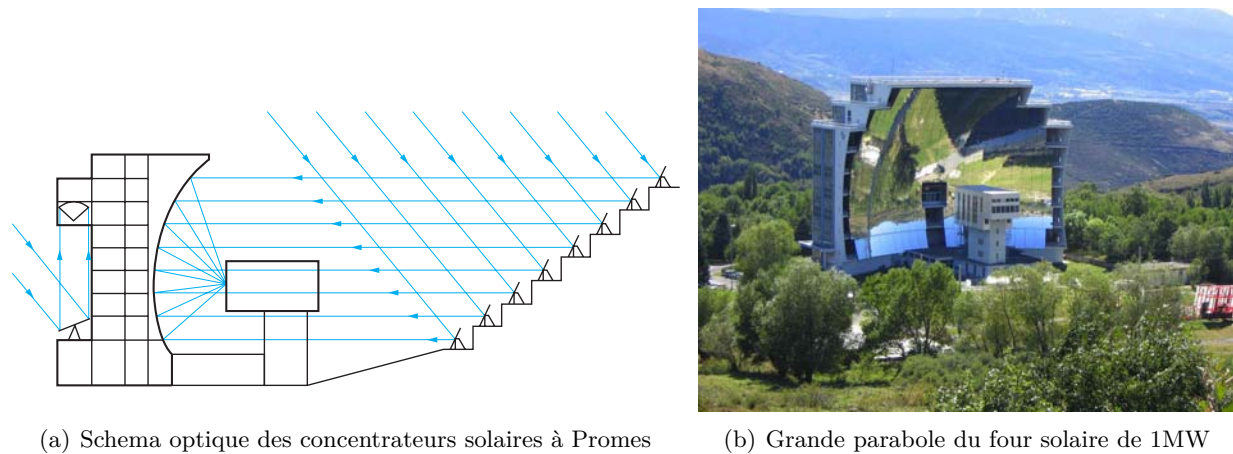 (a) Schema optique des concentrateurs solaires à Promes
(b) Grande parabole du four solaire de 1MW